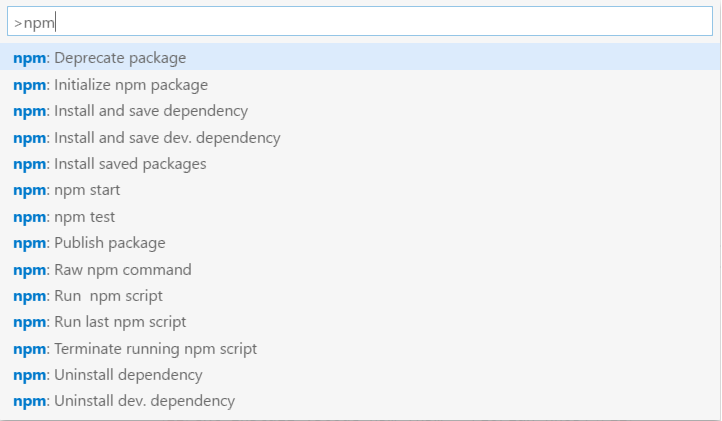 >npm
npm: Deprecate package
npm: Initialize npm package
npm: Install and save dependency
npm: Install and save dev. dependency
npm: Install saved packages
npm: npm start
npm: npm test
npm: Publish package
npm: Raw npm command
npm: Run  npm script
npm: Run last npm script
npm: Terminate running npm script
npm: Uninstall dependency
npm: Uninstall dev. dependency